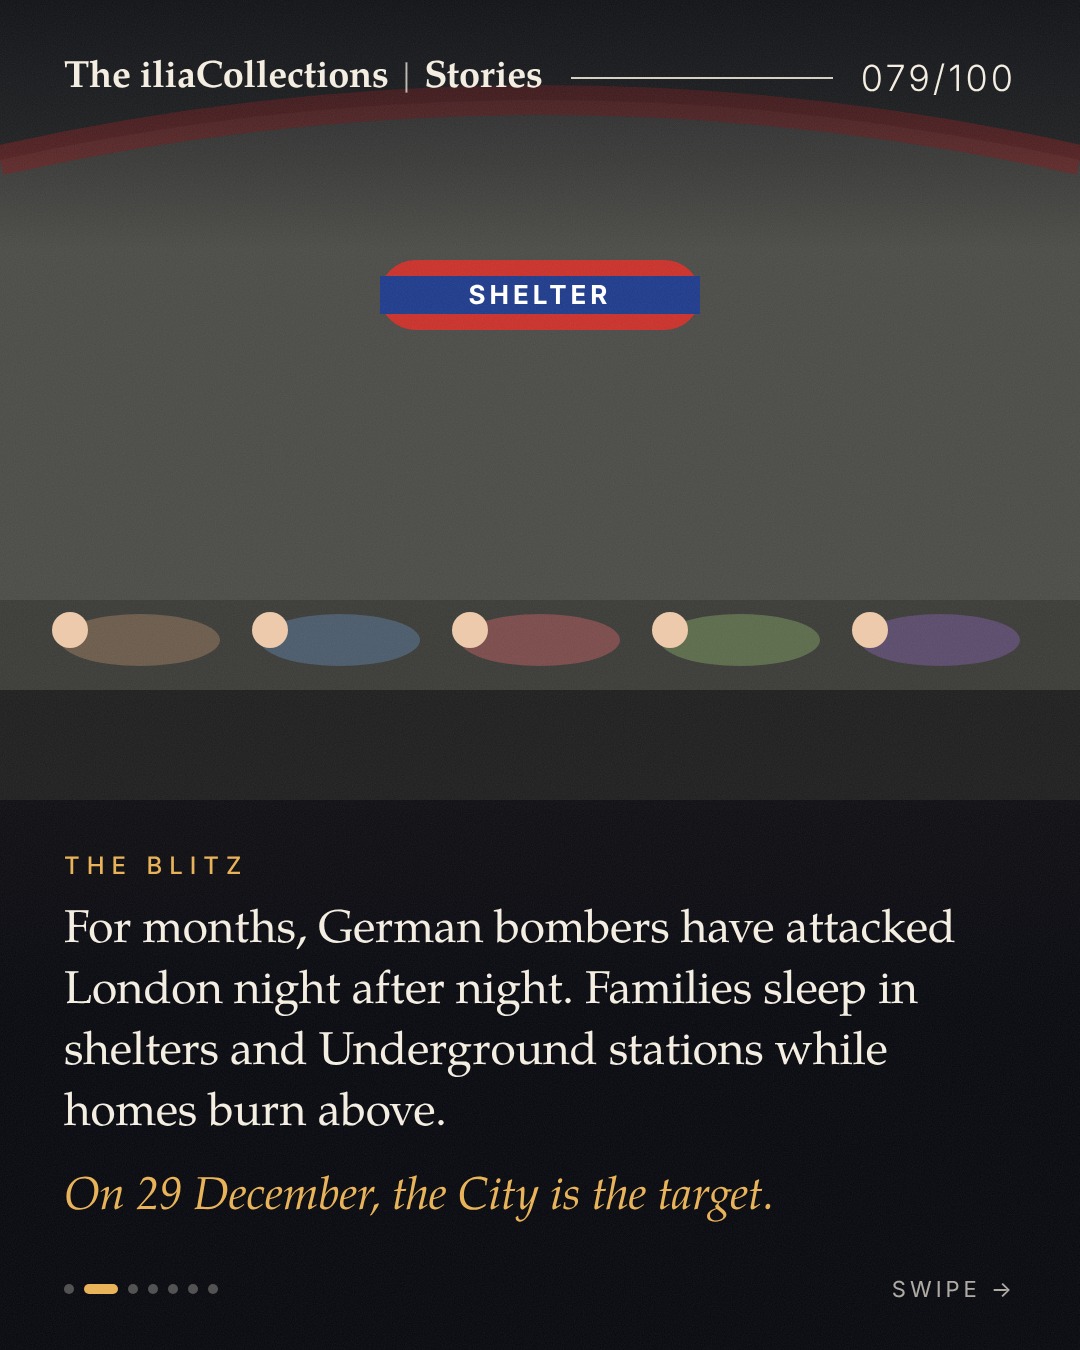 The iliaCollections | Stories 079/100
SHELTER
THE BLITZ
For months, German bombers have attacked
London night after night. Families sleep in
shelters and Underground stations while
homes burn above.
On 29 December, the City is the target.
SWIPE →